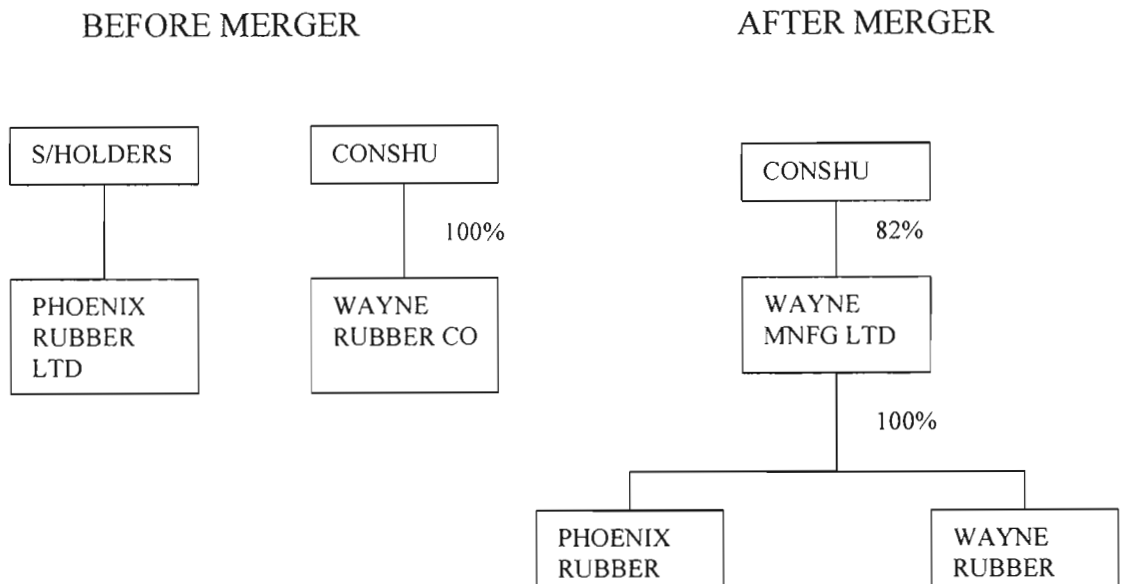 BEFORE MERGER
S/HOLDERS
CONSHU
100%
PHOENIX
RUBBER
LTD
WAYNE
RUBBER CO
AFTER MERGER
CONSHU
82%
WAYNE
MNFG LTD
100%
PHOENIX
RUBBER
WAYNE
RUBBER